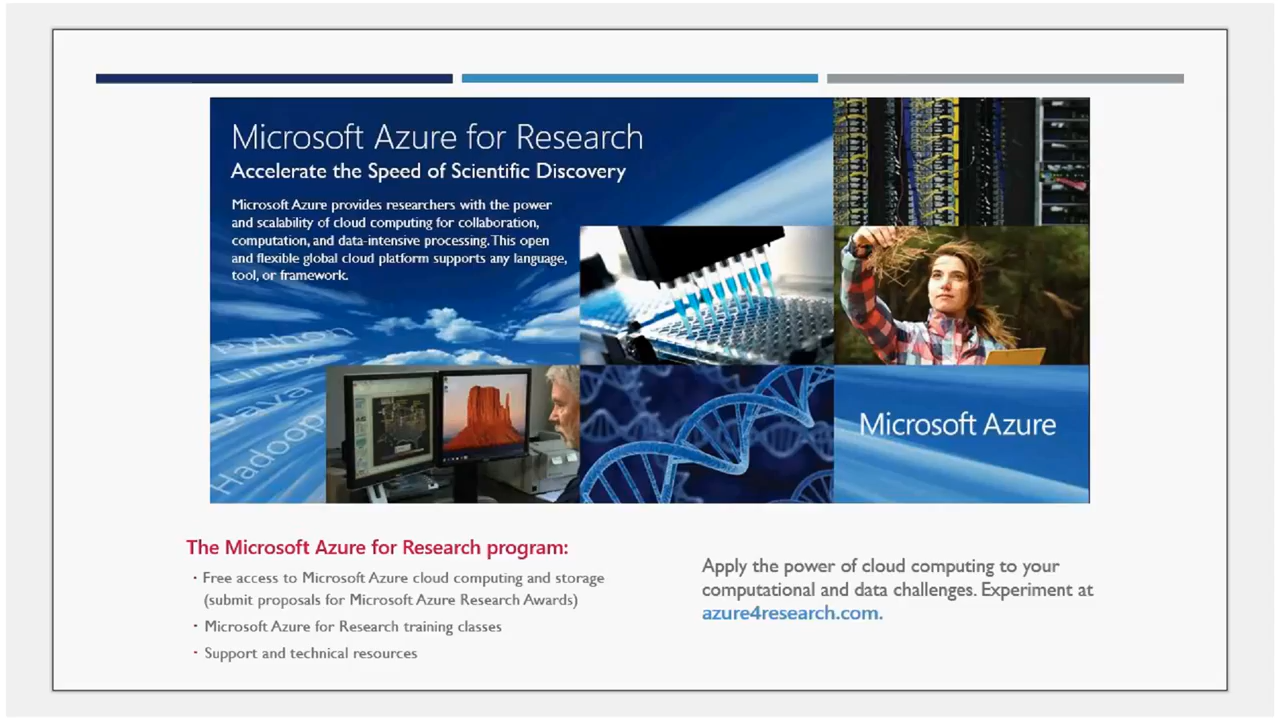 Microsoft Azure for Research
Accelerate the Speed of Scientific Discovery
Microsoft Azure provides researchers with the power
and scalability of cloud computing for collaboration,
computation, and data-intensive processing. This open
and flexible global cloud platform supports any language,
tool, or framework.
Python
Linux
Java
Hadoop
Microsoft Azure
The Microsoft Azure for Research program:
· Free access to Microsoft Azure cloud computing and storage
(submit proposals for Microsoft Azure Research Awards)
· Microsoft Azure for Research training classes
· Support and technical resources
Apply the power of cloud computing to your
computational and data challenges. Experiment at
azure4research.com.